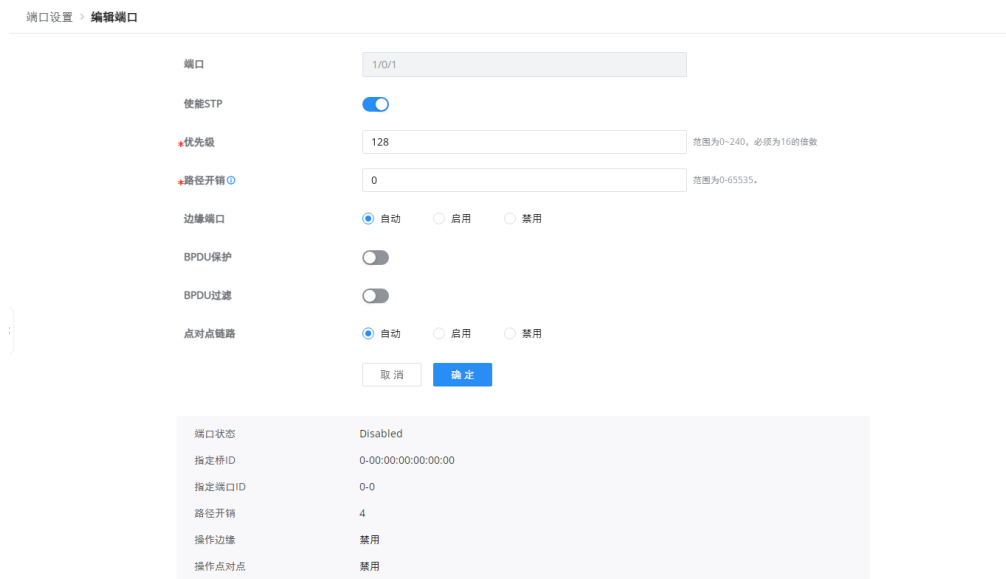 端口设置 > 编辑端口
端口 1/0/1
使能STP
*优先级 128 范围为0~240，必须为16的倍数
*路径开销 0 范围为0-65535。
边缘端口 自动 启用 禁用
BPDU保护
BPDU过滤
点对点链路 自动 启用 禁用
取消 确定
端口状态 Disabled
指定桥ID 0-00:00:00:00:00:00
指定端口ID 0-0
路径开销 4
操作边缘 禁用
操作点对点 禁用